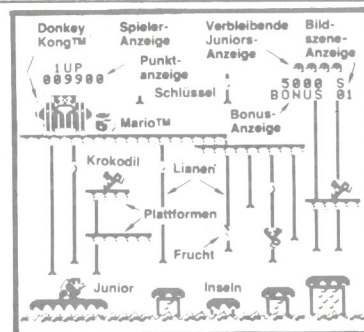 Donkey Kong™
Spieler-Anzeige
Verbleibende Juniors-Anzeige
Bild-szene-Anzeige
1UP
009900
Punkt-anzeige
Schlüssel
5000 S
BONUS 01
Mario™
Bonus-Anzeige
Krokodil
Lianen
Plattformen
Frucht
Junior
Inseln